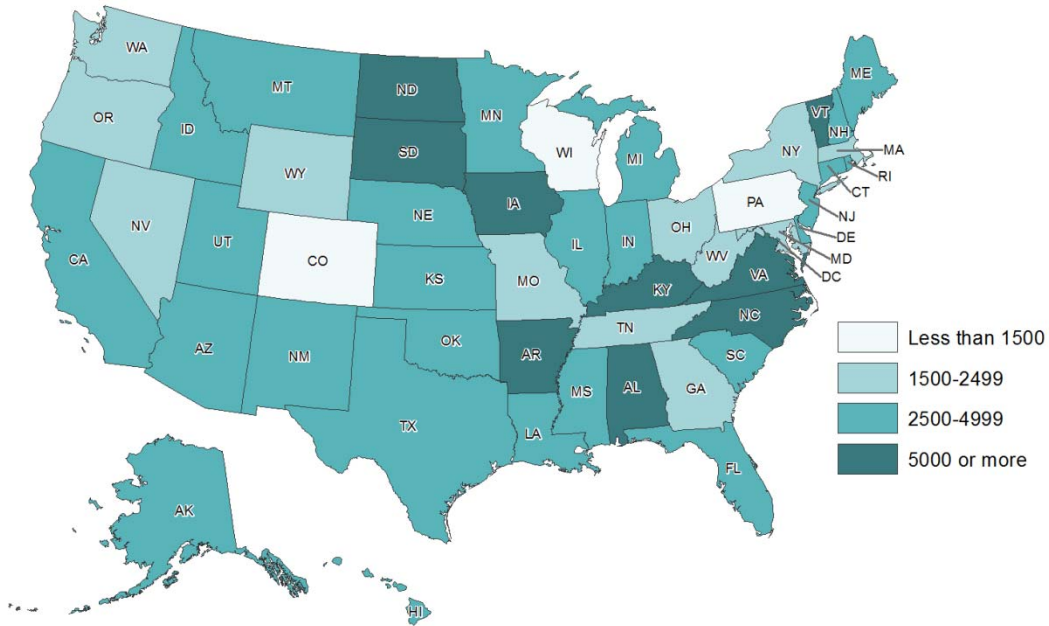 WA
ME
MT
ND
VT
MN
OR
NH
ID
MA
SD
WI
NY
MI
RI
WY
CT
PA
IA
NJ
NE
NV
OH
DE
IL
IN
UT
MD
WV
CO
DC
CA
VA
KS
MO
KY
NC
TN
Less than 1500
OK
AZ
NM
AR
SC
1500-2499
MS
AL
GA
2500-4999
TX
LA
5000 or more
FL
AK
HI